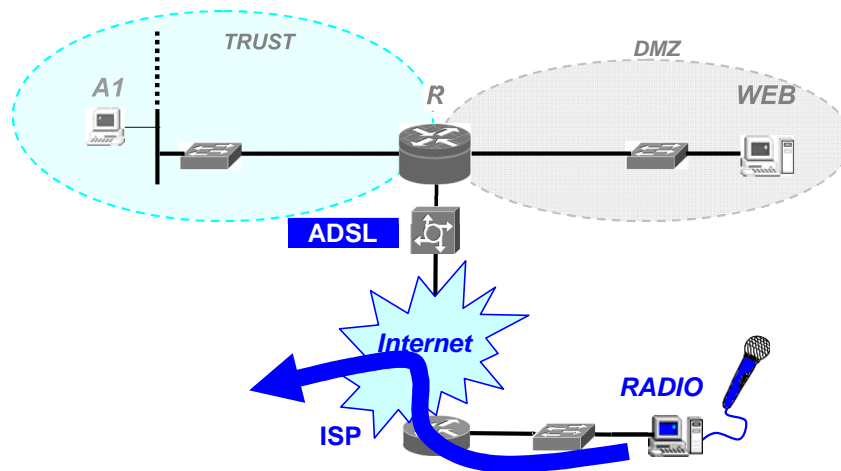 TRUST
DMZ
A1
R
WEB
ADSL
Internet
RADIO
ISP